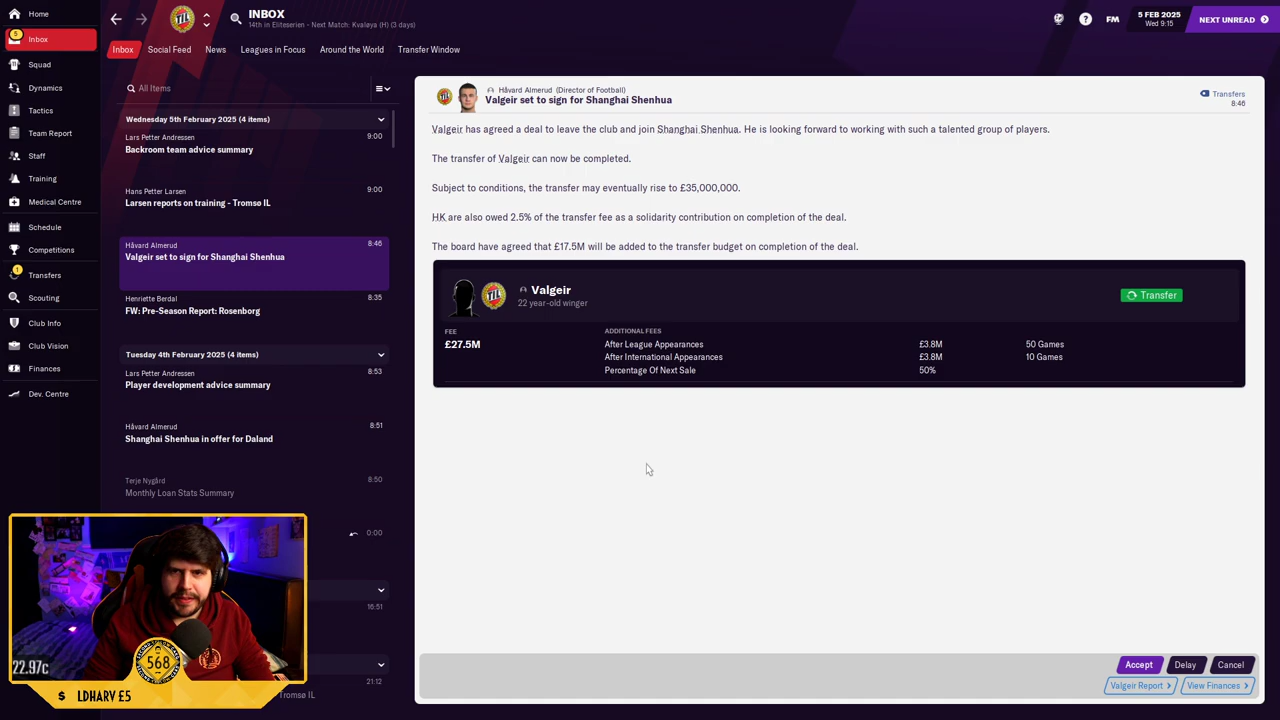 Home
INBOX
14th in Eliteserien - Next Match: Kvaløya (H) (3 days)
FM
5 FEB 2025
Wed 9:15
NEXT UNREAD
5
Inbox
Squad
Dynamics
Tactics
Team Report
Staff
Training
Medical Centre
Schedule
Competitions
1
Transfers
Scouting
Club Info
Club Vision
Finances
Dev. Centre
Inbox
Social Feed
News
Leagues in Focus
Around the World
Transfer Window
All Items
Wednesday 5th February 2025 (4 items)
Lars Petter Andressen
9:00
Backroom team advice summary
Hans Petter Larsen
9:00
Larsen reports on training - Tromsø IL
Håvard Almerud
8:46
Valgeir set to sign for Shanghai Shenhua
Henriette Berdal
8:35
FW: Pre-Season Report: Rosenborg
Tuesday 4th February 2025 (4 items)
Lars Petter Andressen
8:53
Player development advice summary
Håvard Almerud
8:51
Shanghai Shenhua in offer for Daland
Terje Nygård
8:50
Monthly Loan Stats Summary
0:00
16:51
21:12
Tromsø IL
Håvard Almerud (Director of Football)
Valgeir set to sign for Shanghai Shenhua
Transfers
8:46
Valgeir has agreed a deal to leave the club and join Shanghai Shenhua. He is looking forward to working with such a talented group of players.
The transfer of Valgeir can now be completed.
Subject to conditions, the transfer may eventually rise to £35,000,000.
HK are also owed 2.5% of the transfer fee as a solidarity contribution on completion of the deal.
The board have agreed that £17.5M will be added to the transfer budget on completion of the deal.
Valgeir
22 year-old winger
Transfer
FEE
£27.5M
ADDITIONAL FEES
After League Appearances £3.8M 50 Games
After International Appearances £3.8M 10 Games
Percentage Of Next Sale 50%
Accept
Delay
Cancel
Valgeir Report
View Finances
22.97c
568
$ LDHARY £5